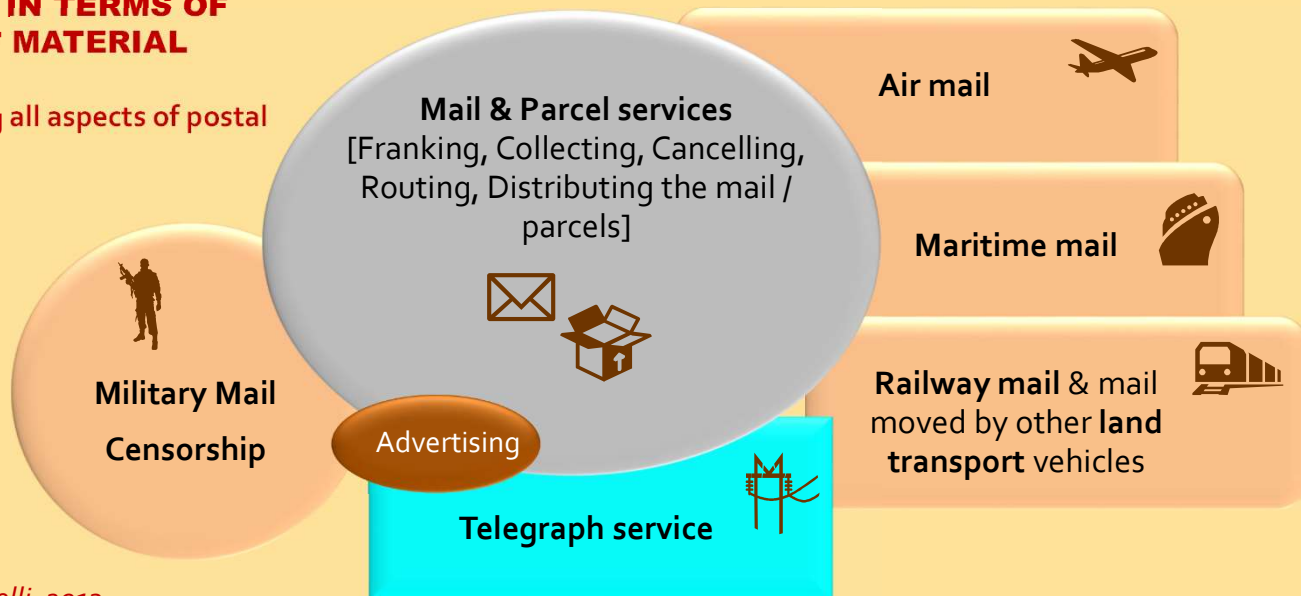 IN TERMS OF
MATERIAL
all aspects of postal
Mail & Parcel services
[Franking, Collecting, Cancelling,
Routing, Distributing the mail /
parcels]
Air mail
Maritime mail
Railway mail & mail
moved by other land
transport vehicles
Military Mail
Censorship
Advertising
Telegraph service